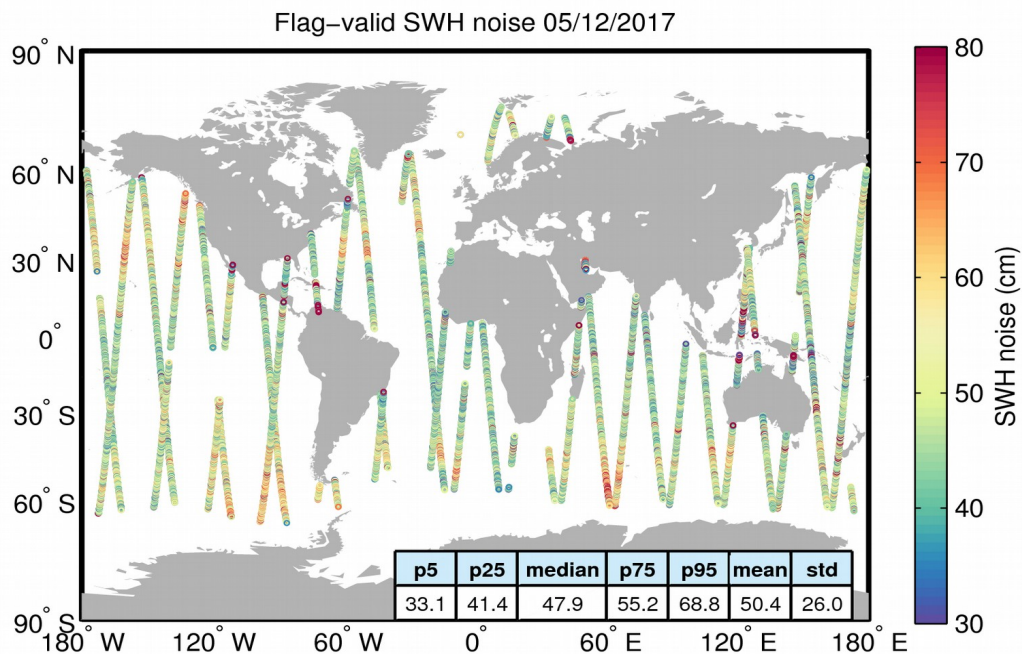 Flag−valid SWH noise 05/12/2017
90° N
60° N
30° N
0°
30° S
60° S
90° S
180° W
120° W
60° W
0°
60° E
120° E
180° E
80
70
60
50
40
30
SWH noise (cm)
p5 p25 median p75 p95 mean std
33.1 41.4 47.9 55.2 68.8 50.4 26.0